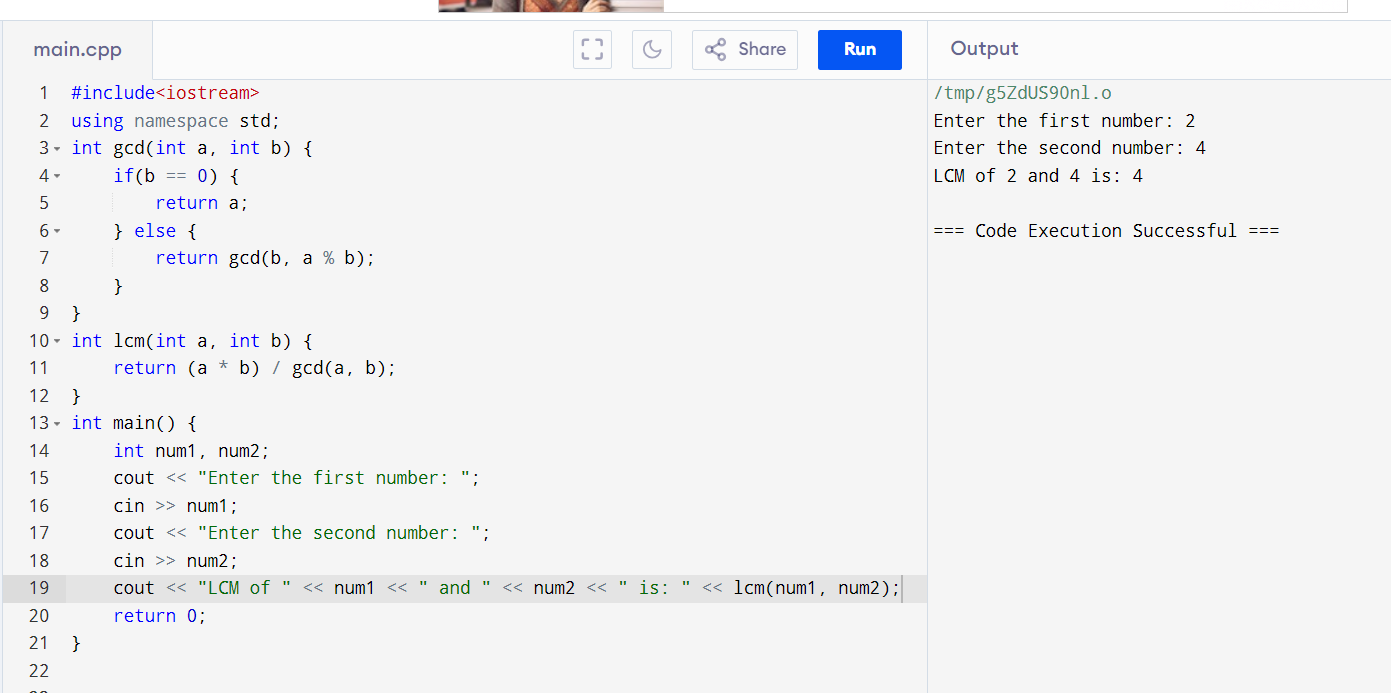 main.cpp
Share
Run
Output
1 #include<iostream>
2 using namespace std;
3 int gcd(int a, int b) {
4     if(b == 0) {
5         return a;
6     } else {
7         return gcd(b, a % b);
8     }
9 }
10 int lcm(int a, int b) {
11     return (a * b) / gcd(a, b);
12 }
13 int main() {
14     int num1, num2;
15     cout << "Enter the first number: ";
16     cin >> num1;
17     cout << "Enter the second number: ";
18     cin >> num2;
19     cout << "LCM of " << num1 << " and " << num2 << " is: " << lcm(num1, num2);
20     return 0;
21 }
22
/tmp/g5ZdUS9Onl.o
Enter the first number: 2
Enter the second number: 4
LCM of 2 and 4 is: 4
=== Code Execution Successful ===